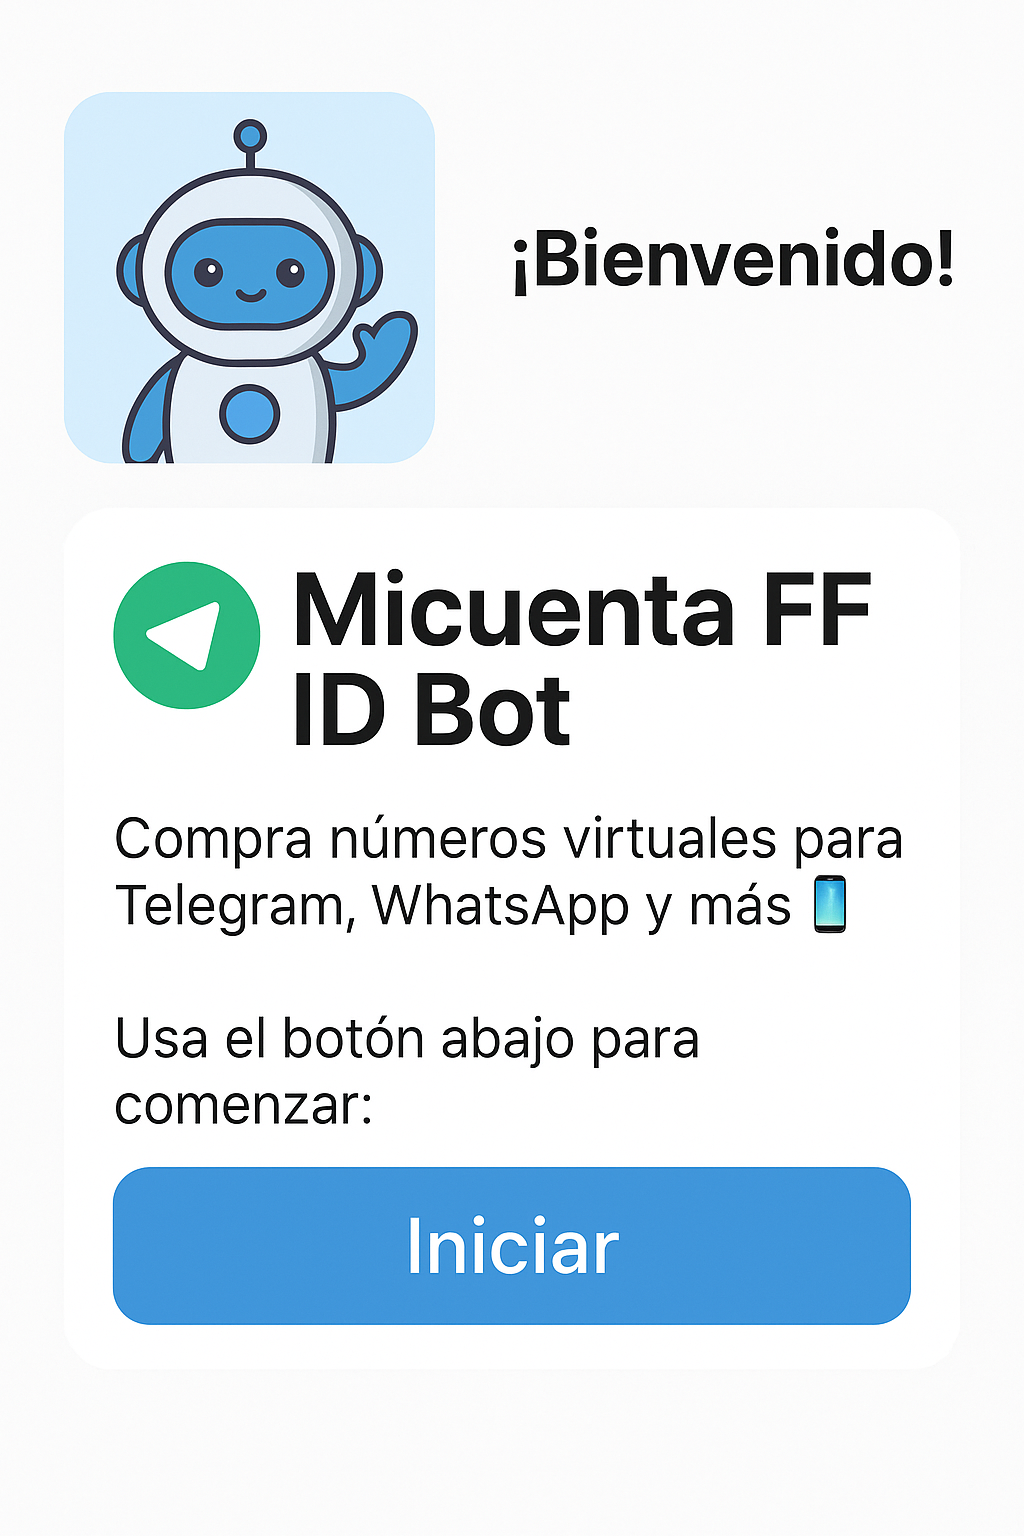 ¡Bienvenido!
Micuenta FF
ID Bot
Compra números virtuales para
Telegram, WhatsApp y más 📱
Usa el botón abajo para
comenzar:
Iniciar